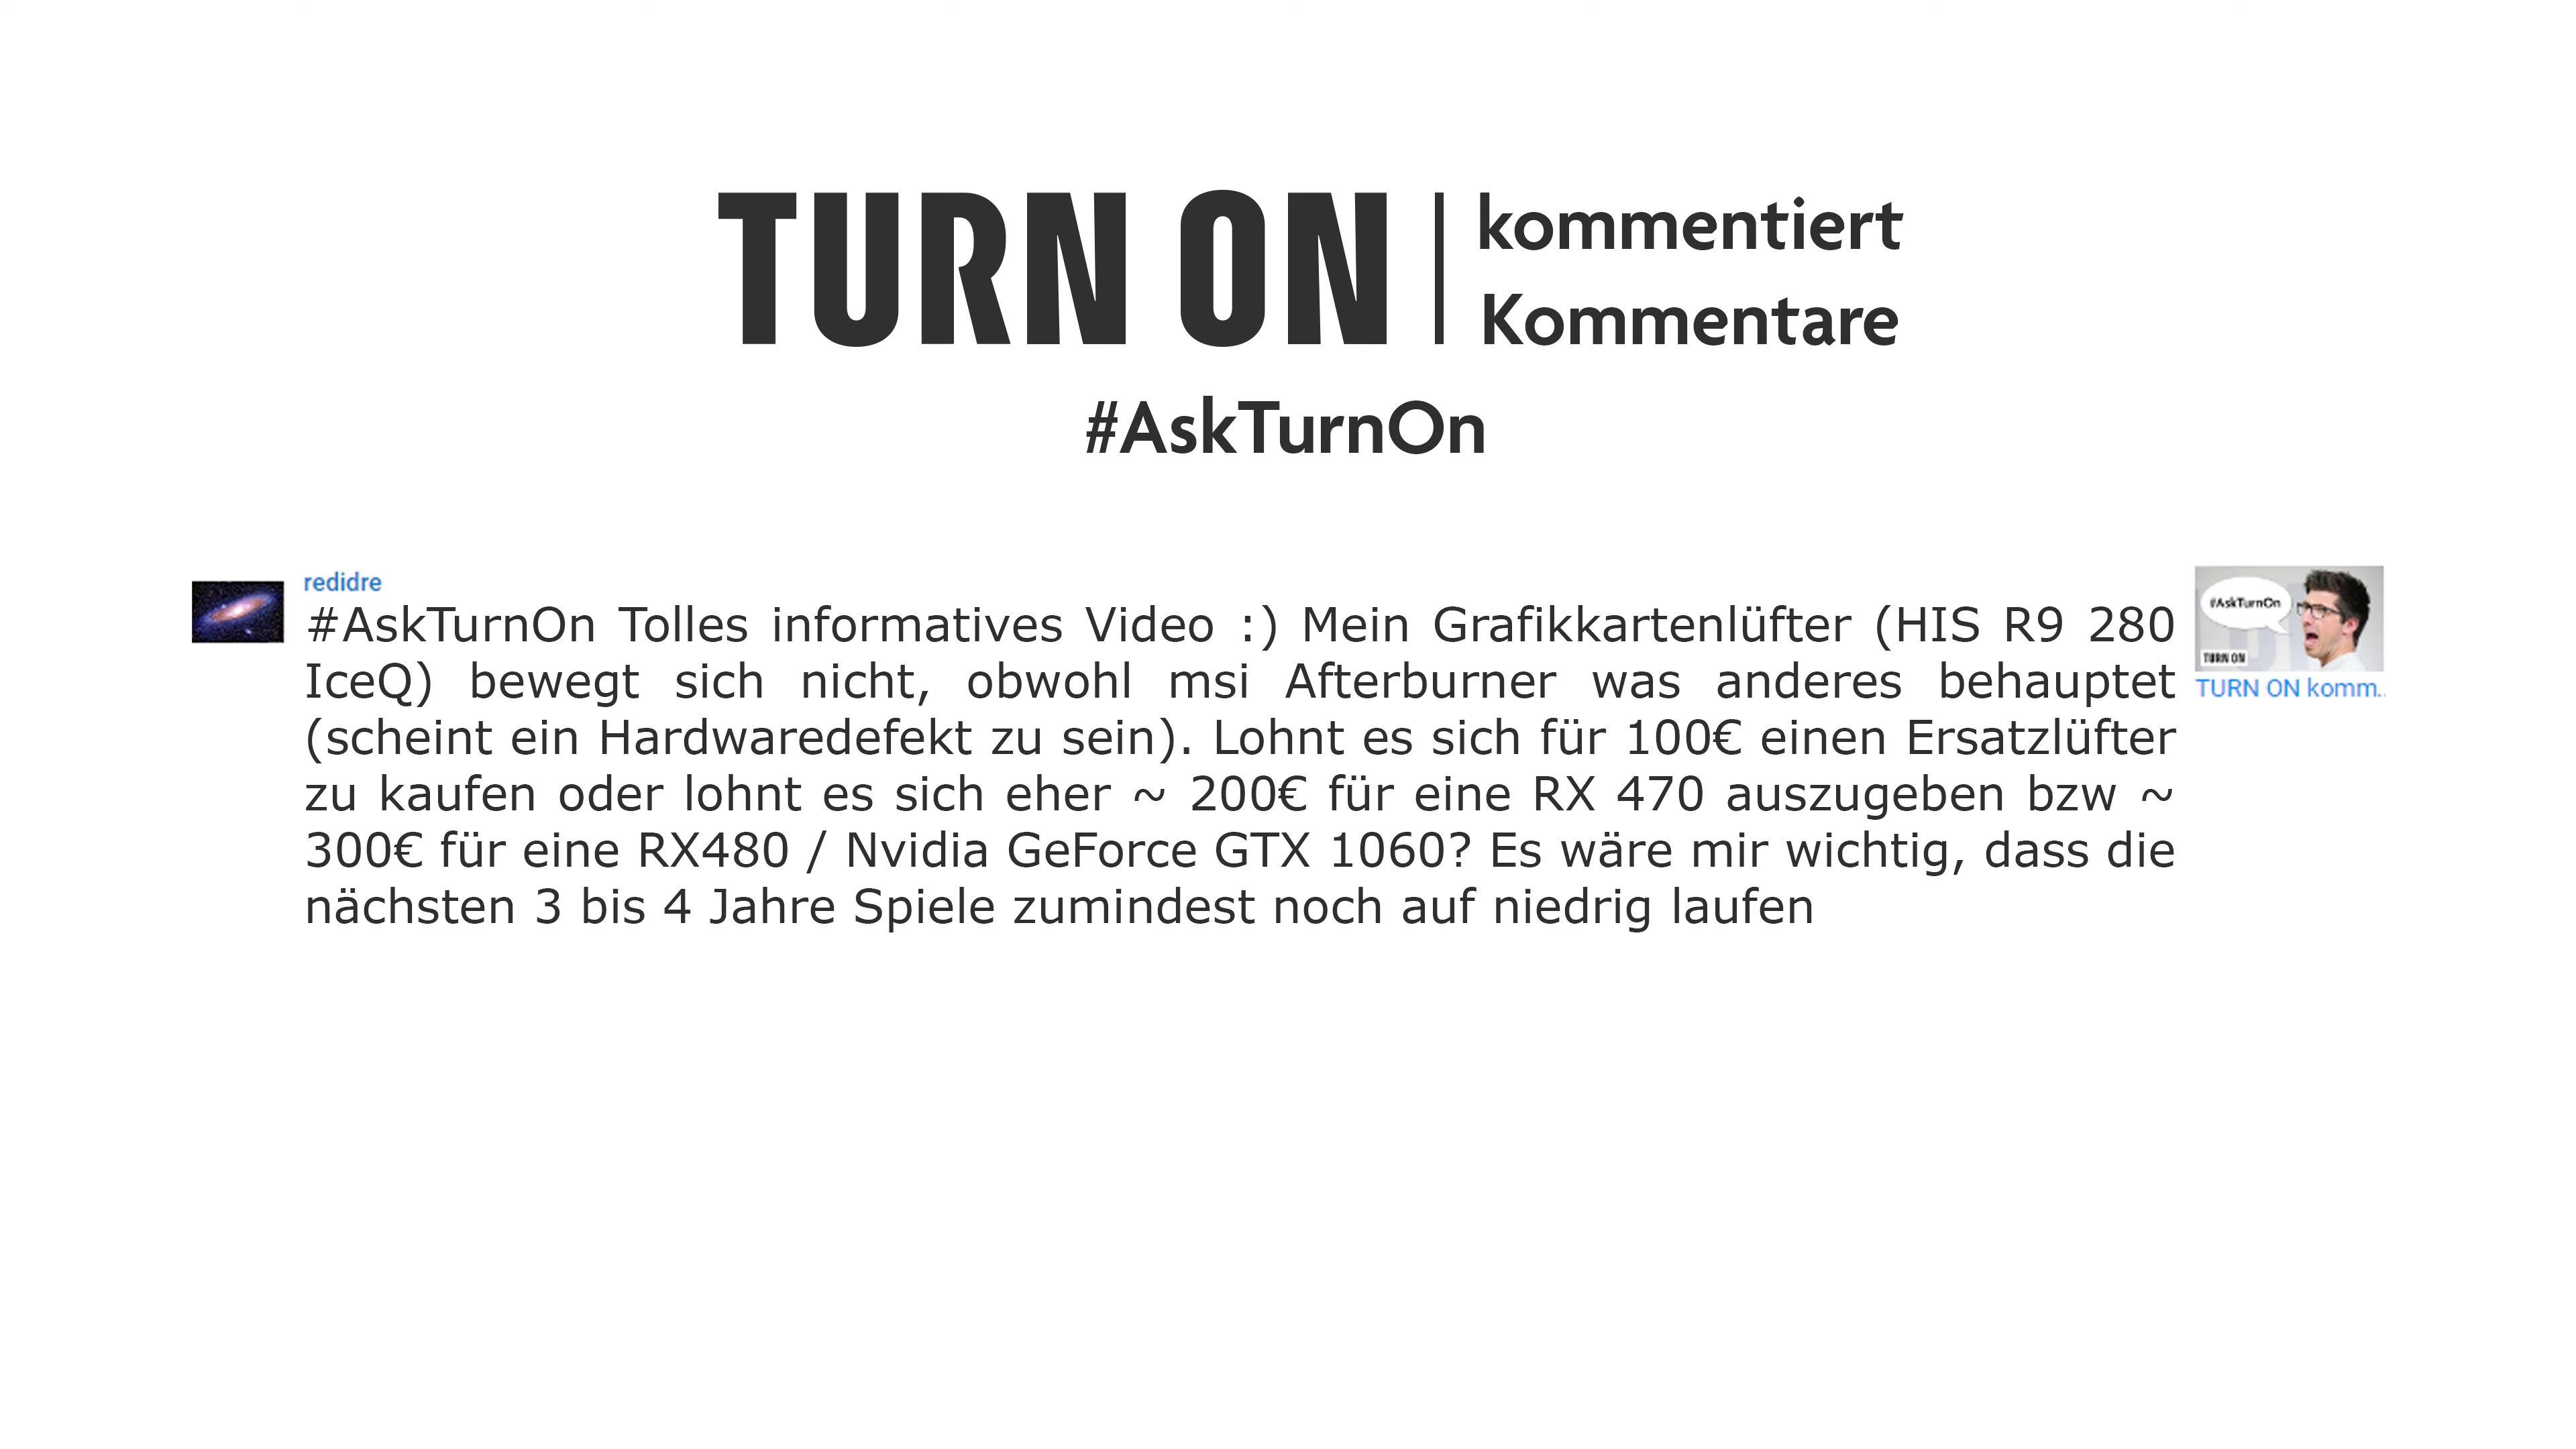 TURN ON
kommentiert
Kommentare
#AskTurnOn
redidre
#AskTurnOn Tolles informatives Video :) Mein Grafikkartenlüfter (HIS R9 280
IceQ) bewegt sich nicht, obwohl msi Afterburner was anderes behauptet
(scheint ein Hardwaredefekt zu sein). Lohnt es sich für 100€ einen Ersatzlüfter
zu kaufen oder lohnt es sich eher ~ 200€ für eine RX 470 auszugeben bzw ~
300€ für eine RX480 / Nvidia GeForce GTX 1060? Es wäre mir wichtig, dass die
nächsten 3 bis 4 Jahre Spiele zumindest noch auf niedrig laufen
#AskTurnOn
TURN ON
TURN ON komm..